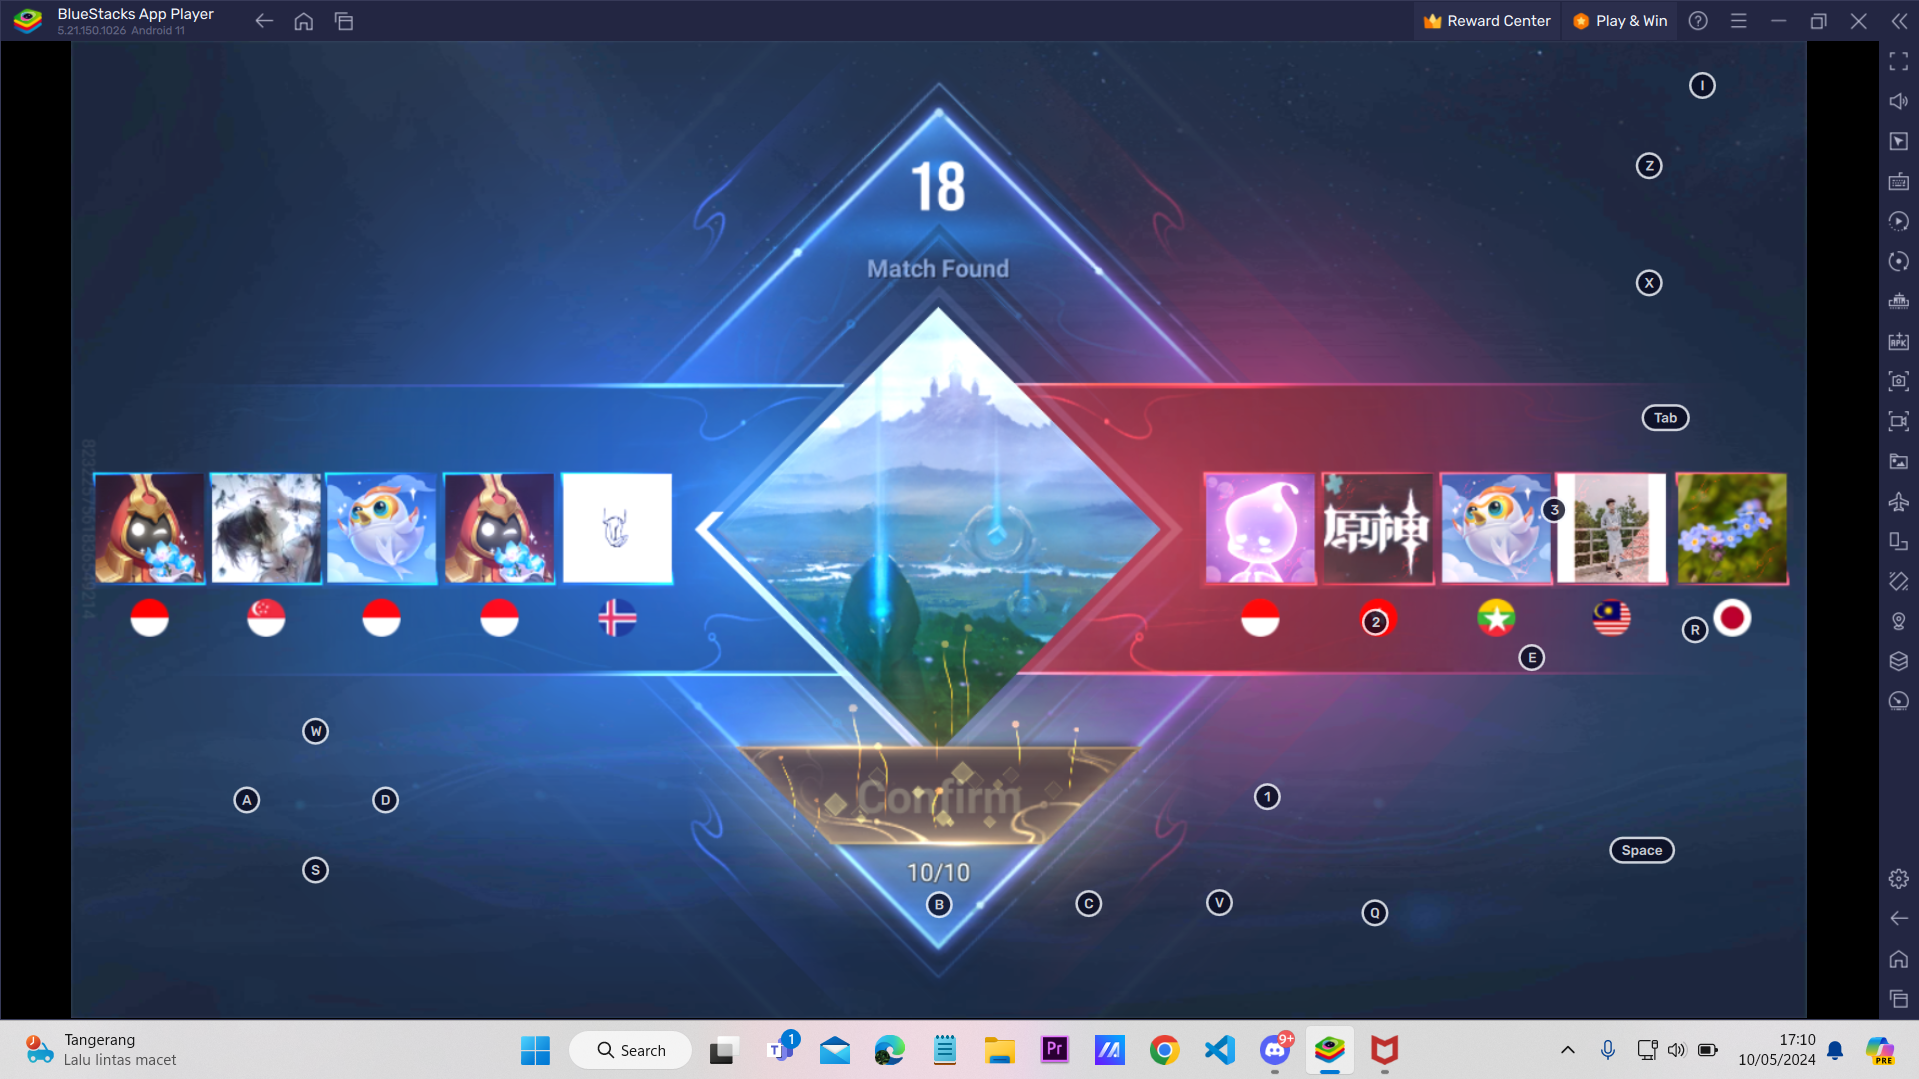 BlueStacks App Player
5.21.150.1026 Android 11
Reward Center
Play & Win
I
18
Z
Match Found
X
Tab
原神
3
2
R
E
W
A
D
Confirm
1
S
Space
10/10
B
C
V
Q
Tangerang
Lalu lintas macet
Search
1
Pr
9+
17:10
10/05/2024
PRE